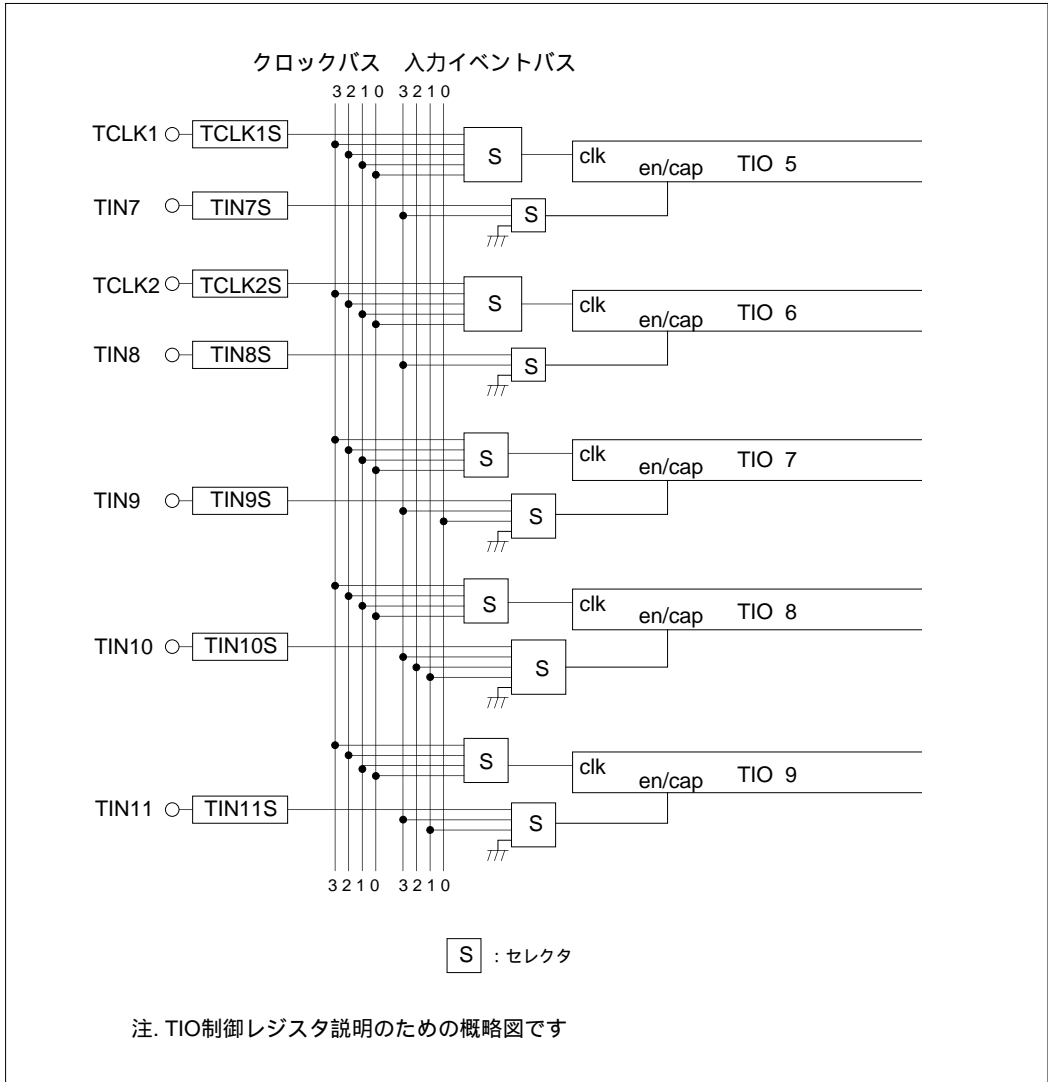 クロックバス 入力イベントバス
3 2 1 0 3 2 1 0
TCLK1 TCLK1S S clk en/cap TIO 5
TIN7 TIN7S S
TCLK2 TCLK2S S clk en/cap TIO 6
TIN8 TIN8S S
S clk en/cap TIO 7
TIN9 TIN9S S
S clk en/cap TIO 8
TIN10 TIN10S S
S clk en/cap TIO 9
TIN11 TIN11S S
3 2 1 0 3 2 1 0
S : セレクタ
注. TIO制御レジスタ説明のための概略図です